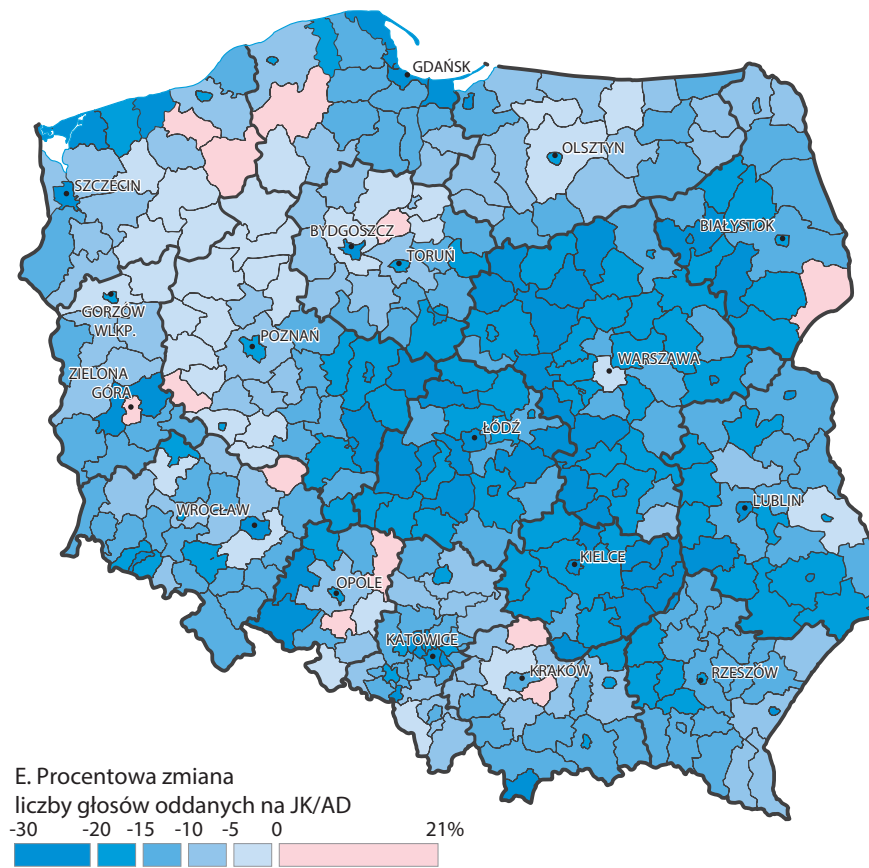 GDAŃSK
OLSZTYN
SZCZECIN
BIAŁYSTOK
BYDGOSZCZ
TORUŃ
GORZÓW
WLKP.
POZNAŃ
WARSZAWA
ZIELONA
GÓRA
ŁÓDŹ
WROCŁAW
LUBLIN
KIELCE
OPOLE
KATOWICE
KRAKÓW
RZESZÓW
E. Procentowa zmiana
liczby głosów oddanych na JK/AD
-30 -20 -15 -10 -5 0 21%